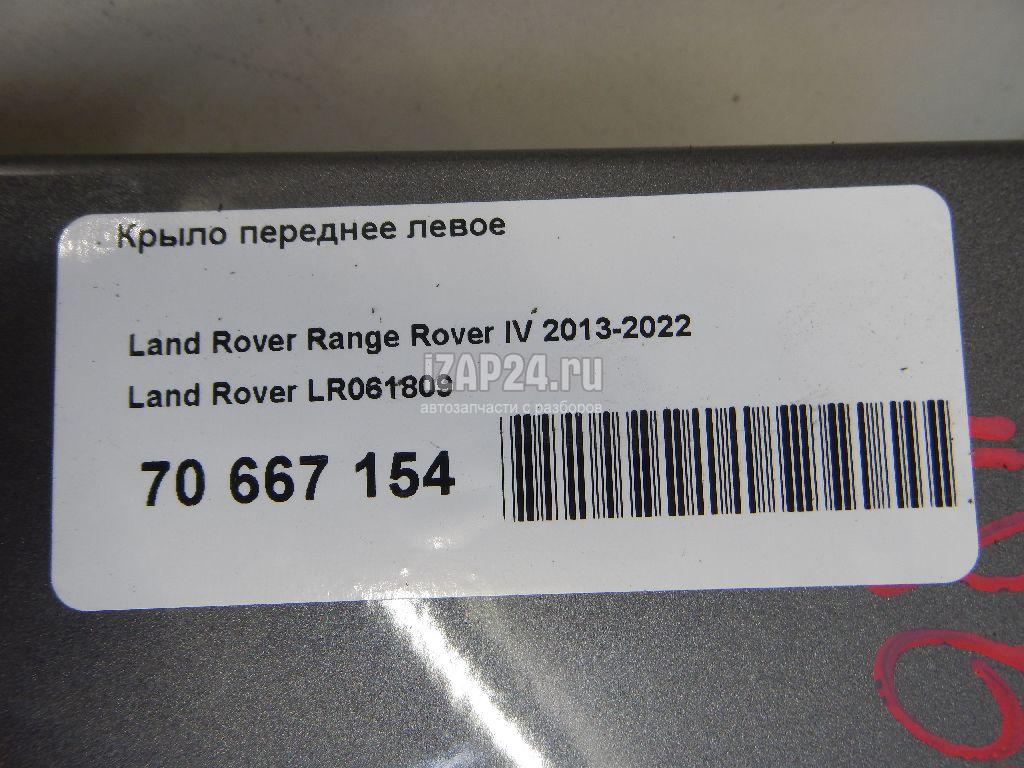 Крыло переднее левое
Land Rover Range Rover IV 2013-2022
Land Rover LR061809
iZAP24.ru
автозапчасти с разборов
70 667 154